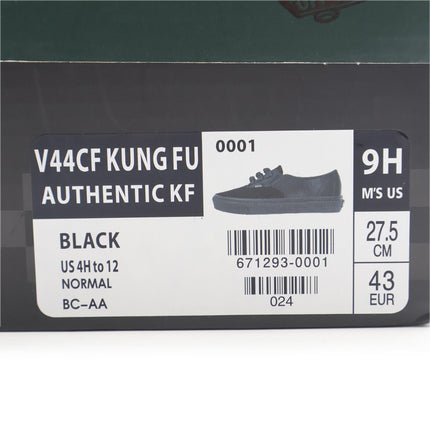 V44CF KUNG FU
AUTHENTIC KF
0001
9H
M'S US
BLACK
US 4H to 12
NORMAL
BC-AA
671293-0001
024
27.5
CM
43
EUR